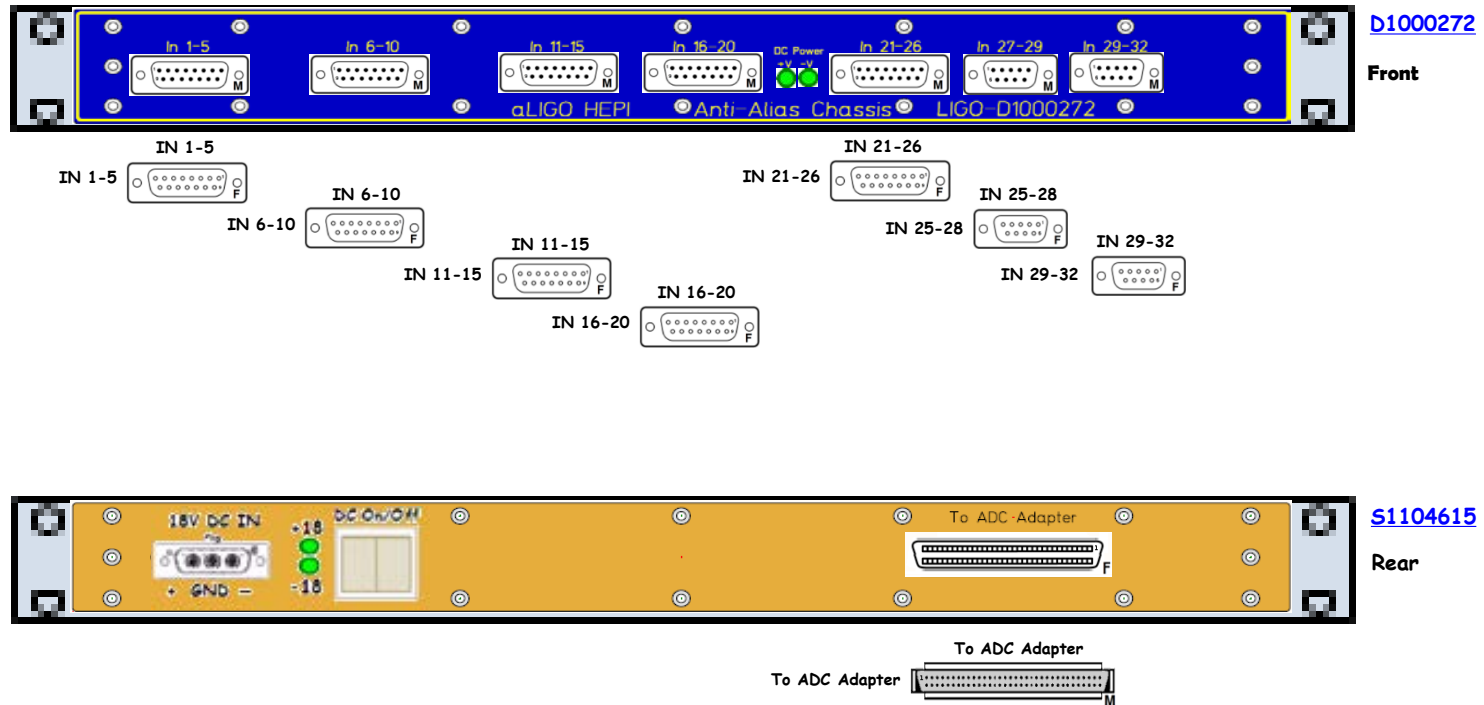 D1000272
Front
In 1-5
In 6-10
In 11-15
In 16-20
DC Power
+V -V
In 21-26
In 27-29
In 29-32
M
M
M
M
M
M
M
aLIGO HEPI
Anti-Alias Chassis
LIGO-D1000272
IN 1-5
IN 1-5
F
IN 6-10
IN 6-10
F
IN 11-15
IN 11-15
F
IN 16-20
IN 16-20
F
IN 21-26
IN 21-26
F
IN 25-28
IN 25-28
F
IN 29-32
IN 29-32
F
S1104615
Rear
18V DC IN
+ GND -
+18
-18
DC On/Off
To ADC-Adapter
1
F
To ADC Adapter
To ADC Adapter
1
M